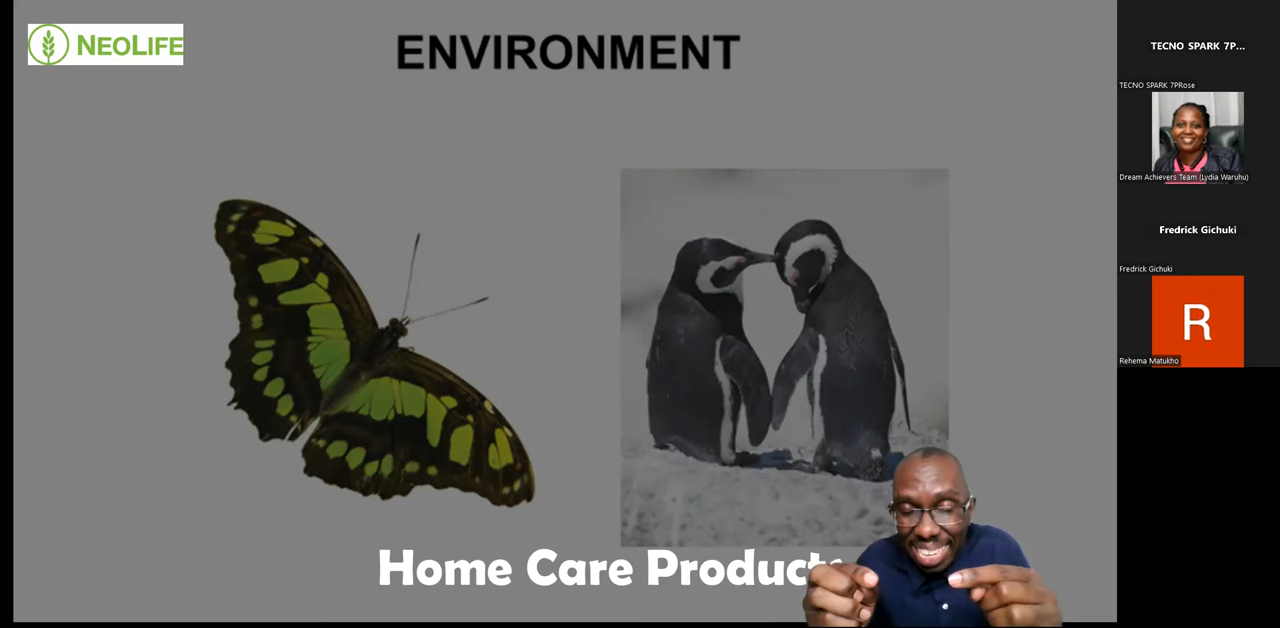 NEOLIFE
ENVIRONMENT
Home Care Products
TECNO SPARK 7P...
TECNO SPARK 7PRose
Dream Achievers Team (Lydia Waruhu)
Fredrick Gichuki
Fredrick Gichuki
R
Rehema Matukho